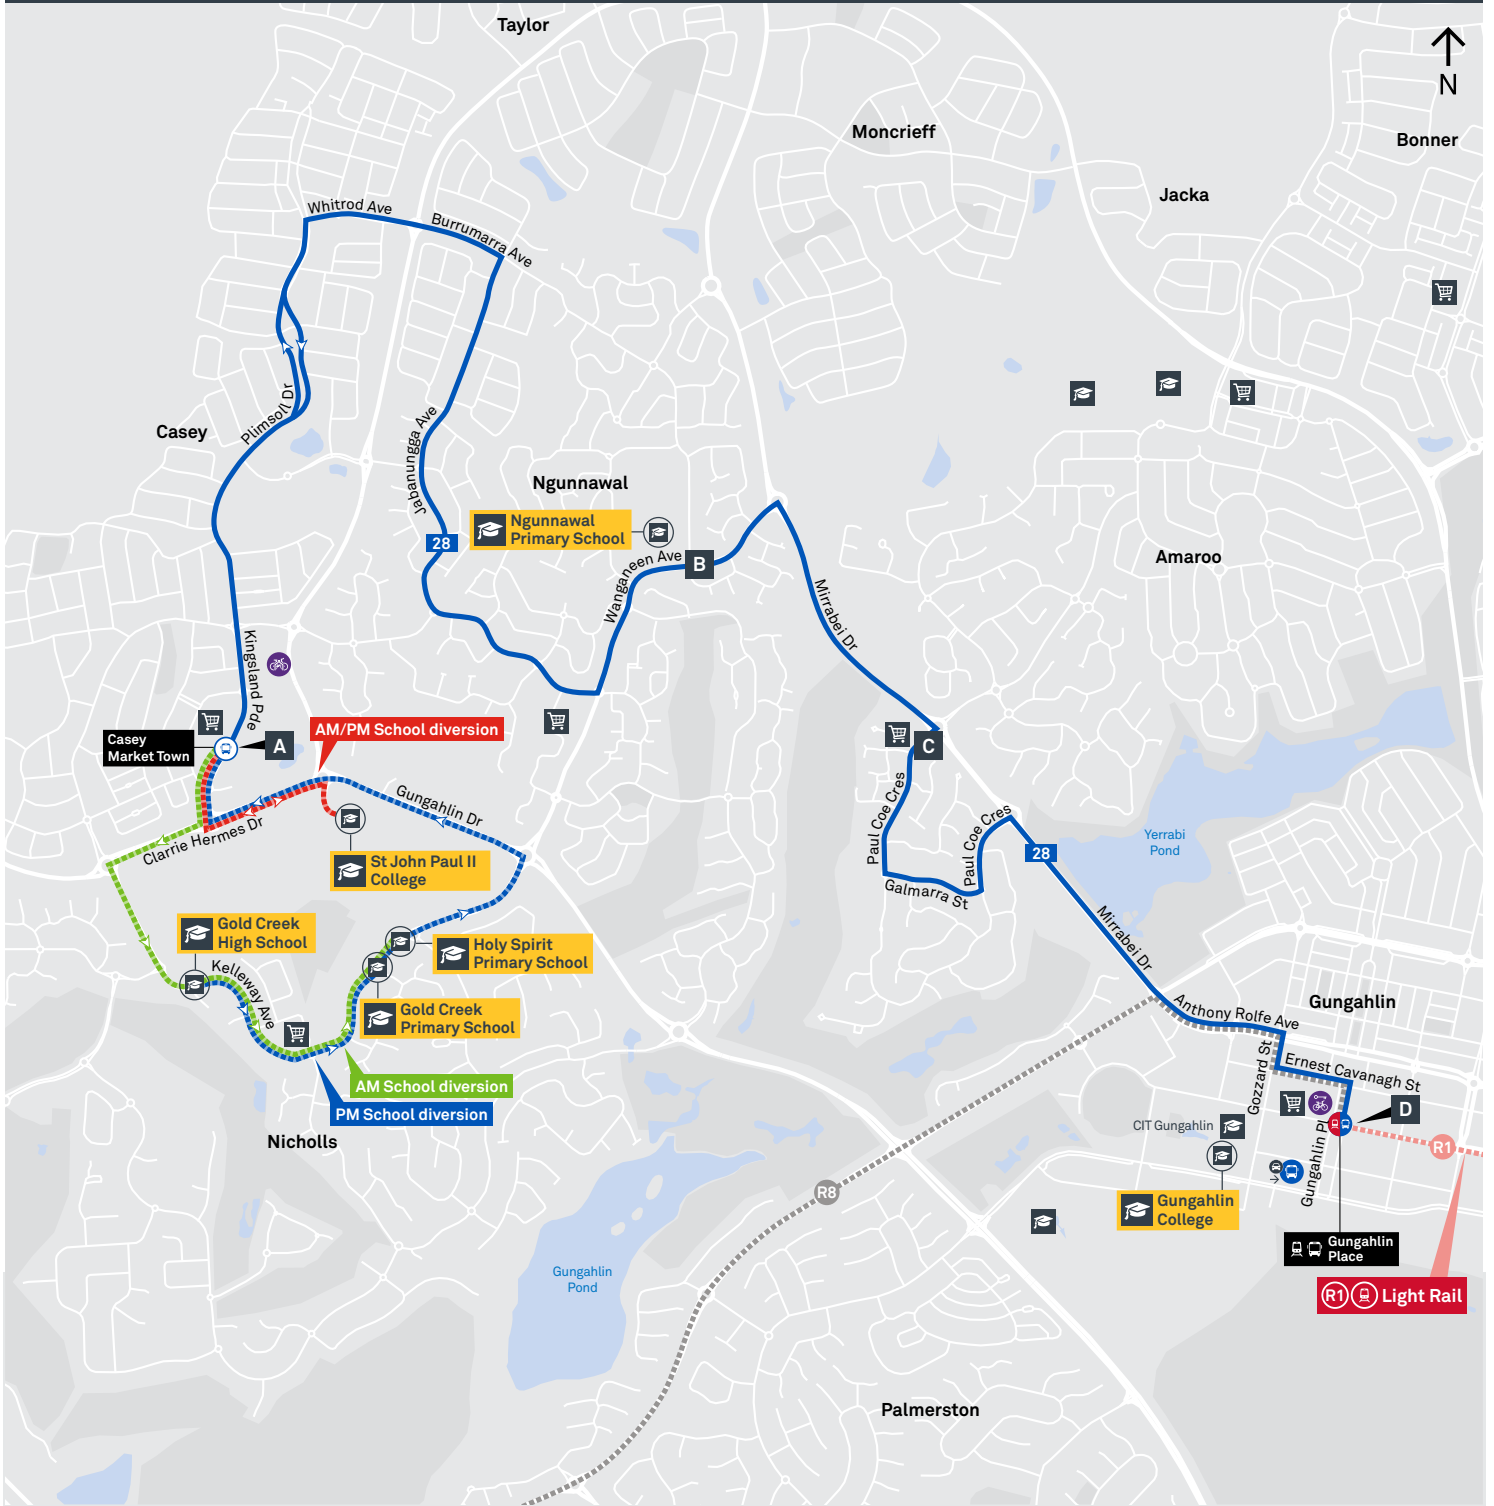 Taylor
N
Moncrieff
Bonner
Jacka
Whitrod Ave
Burrumarra Ave
Plimsoll Dr
Casey
Jabanungga Ave
Ngunnawal
Ngunnawal
Primary School
28
Wanganeen Ave
B
Amaroo
Mirrabei Dr
Kingsland Pde
AM/PM School diversion
Casey
Market Town
A
C
Gungahlin Dr
Paul Coe Cres
Paul Coe Cres
Clarrie Hermes Dr
28
Yerrabi
Pond
St John Paul II
College
Galmarra St
Gold Creek
High School
Mirrabei Dr
Holy Spirit
Primary School
Kelleway Ave
Gold Creek
Primary School
Anthony Rolfe Ave
Gungahlin
Gozzard St
Ernest Cavanagh St
AM School diversion
PM School diversion
D
CIT Gungahlin
Nicholls
R1
Gungahlin Pl
R8
Gungahlin
College
Gungahlin
Place
Gungahlin
Pond
R1 Light Rail
Palmerston